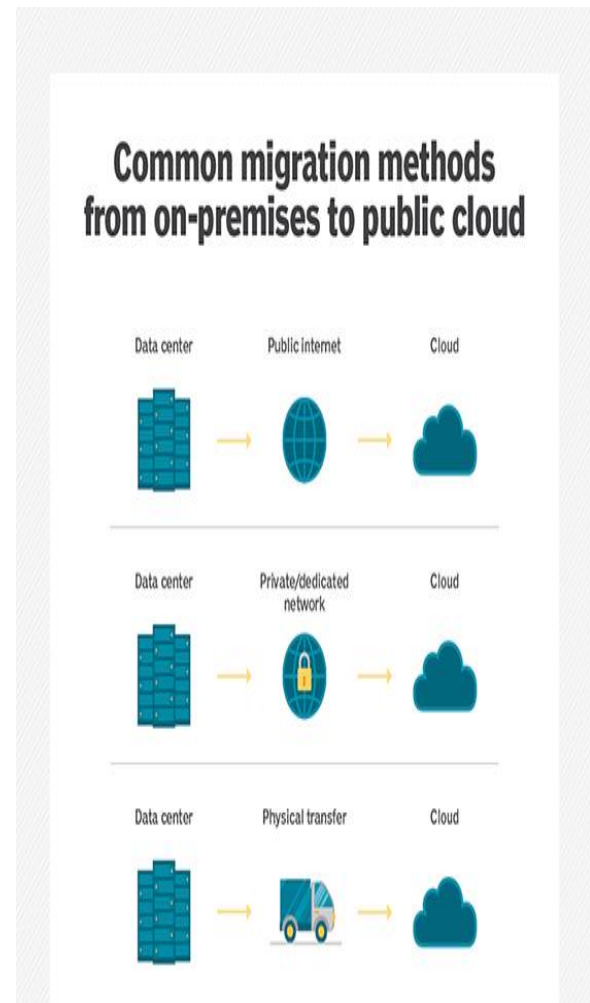 Common migration methods
from on-premises to public cloud
Data center Public internet Cloud
Data center Private/dedicated network Cloud
Data center Physical transfer Cloud